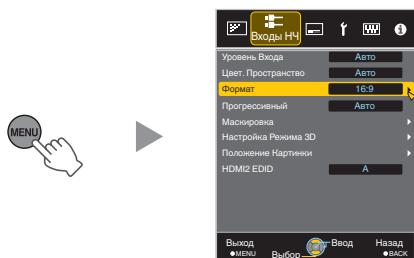 MENU
Входы НЧ
Уровень Входа Авто
Цвет. Пространство Авто
Формат 16:9
Прогрессивный Авто
Маскировка
Настройка Режима 3D
Положение Картинки
HDMI2 EDID A
Выход Ввод Назад
MENU Выбор BACK